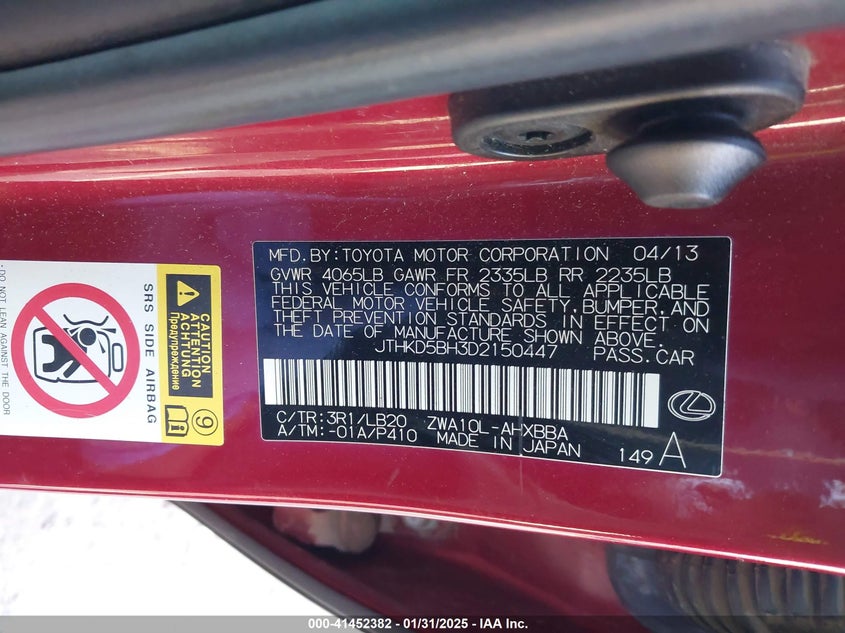 MFD.BY:TOYOTA MOTOR CORPORATION 04/13
GVWR 4065LB GAWR FR 2335LB RR 2235LB
THIS VEHICLE CONFORMS TO ALL APPLICABLE
FEDERAL MOTOR VEHICLE SAFETY, BUMPER, AND
THEFT PREVENTION STANDARDS IN EFFECT ON
THE DATE OF MANUFACTURE SHOWN ABOVE.
JTHKD5BH3D2150447 PASS.CAR
C/TR:3R1/LB20 ZWA10L-AHXBBA
A/TM:-01A/P410 MADE IN JAPAN
149 A
CAUTION
ATTENTION
ACHTUNG
Предупреждение
9
SRS SIDE AIRBAG
DO NOT LEAN AGAINST THE DOOR
000-41452382 - 01/31/2025 - IAA Inc.